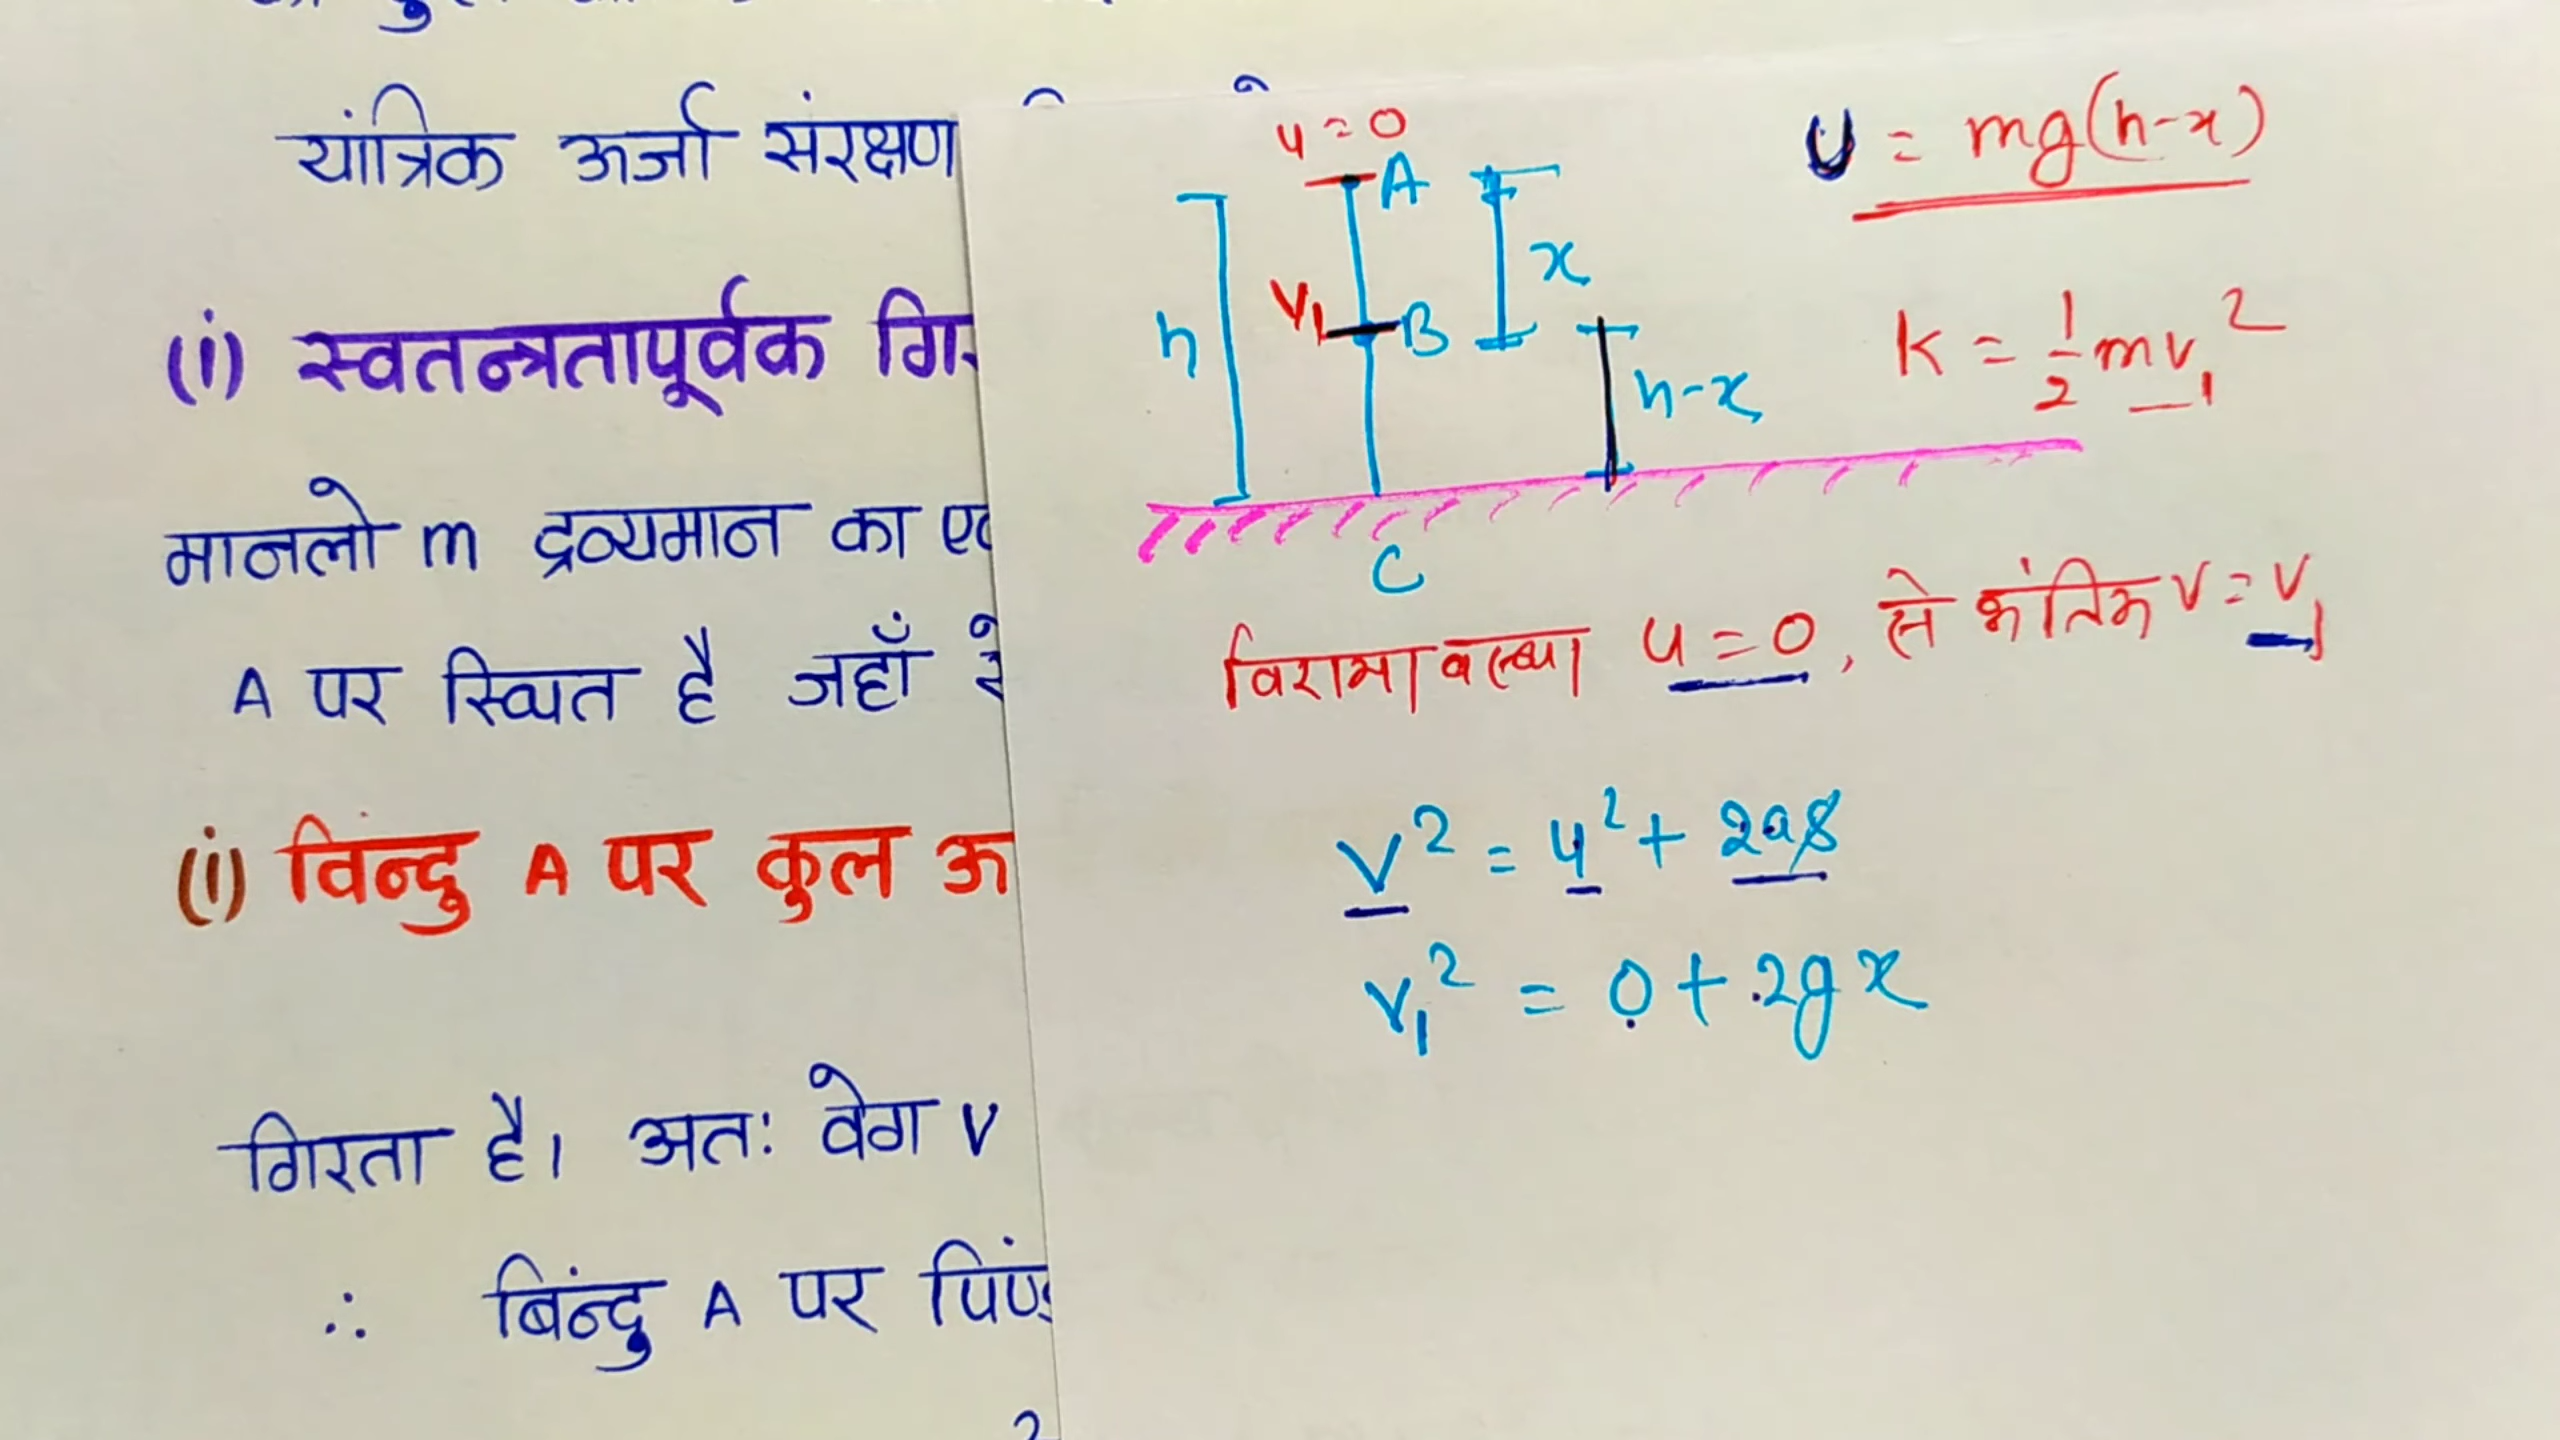 यांत्रिक ऊर्जा संरक्षण
(i) स्वतन्त्रतापूर्वक
मानलो m द्रव्यमान का
A पर स्थित है जहाँ
(i) विन्दु A पर कुल
गिरता है। अतः वेग v
∴ बिंन्दु A पर
u = 0
A
x
h
V₁
B
h-x
C
U = mg(h-x)
K = 1/2 mv₁²
विरामावस्था u = 0, से v = v₁
v² = u² + 2as
v₁² = 0 + 2gx